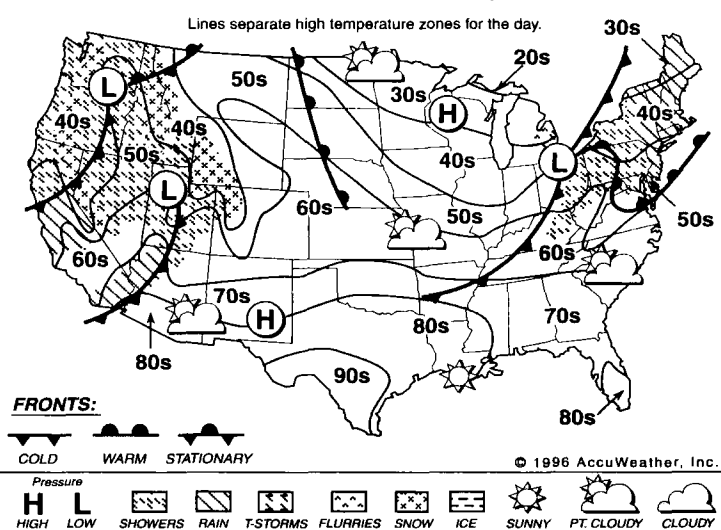 Lines separate high temperature zones for the day.
30s
20s
50s
30s
L
H
40s
40s
40s
50s
40s
L
L
60s
50s
50s
60s
60s
70s
H
80s
70s
80s
90s
80s
FRONTS:
COLD WARM STATIONARY
© 1996 AccuWeather, Inc.
Pressure
H L
HIGH LOW SHOWERS RAIN T-STORMS FLURRIES SNOW ICE SUNNY PT. CLOUDY CLOUDY